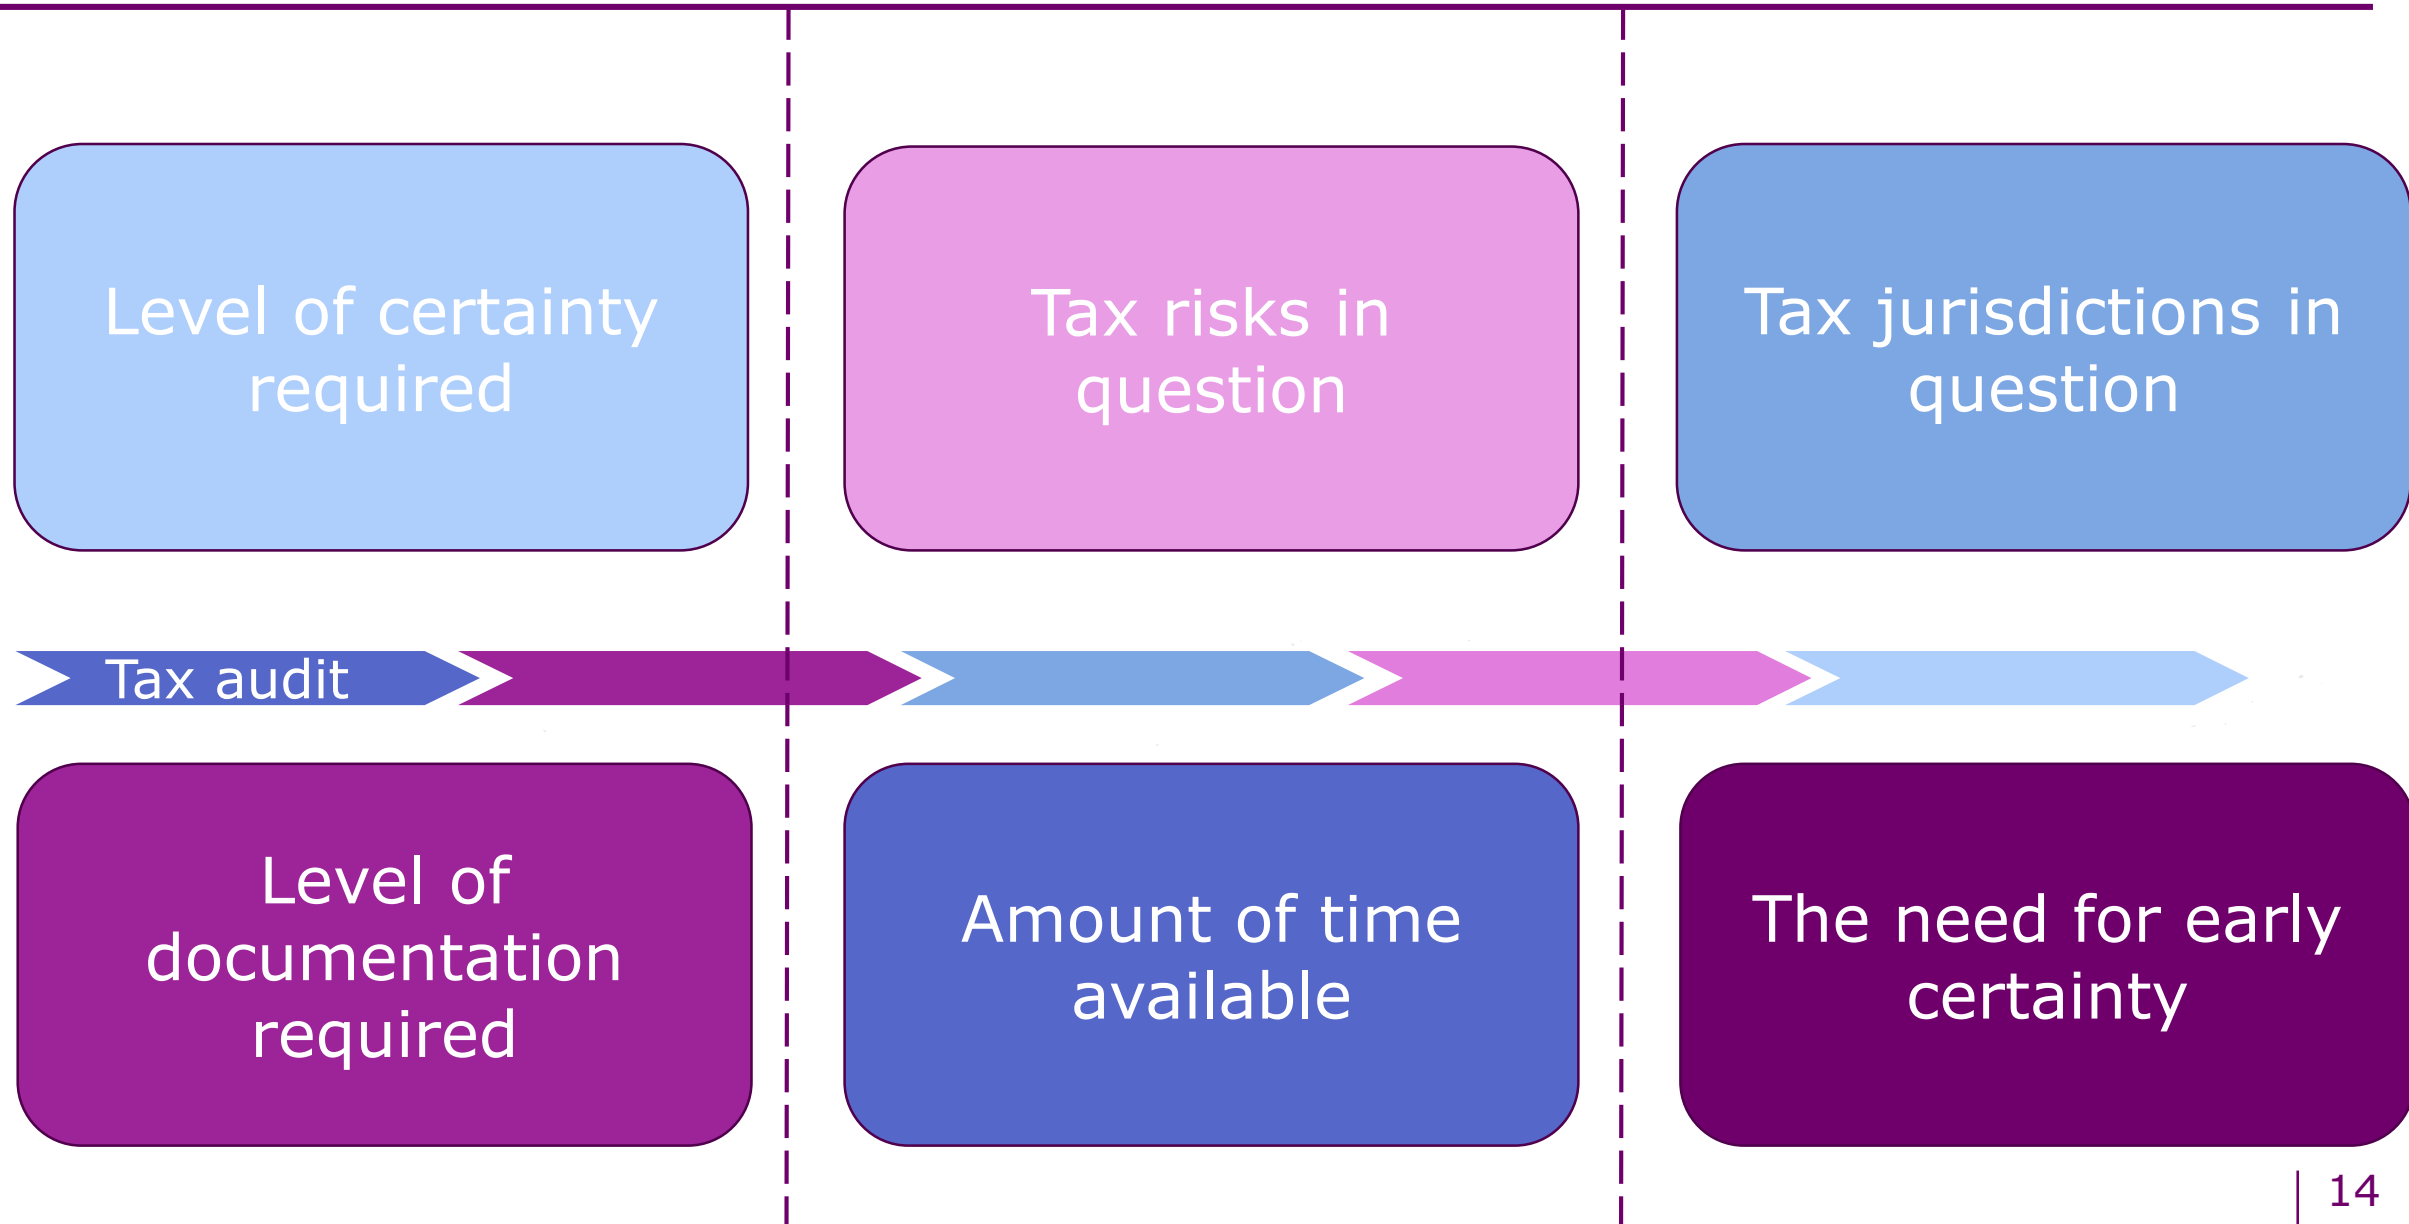 Level of certainty
required
Tax risks in
question
Tax jurisdictions in
question
Tax audit
Level of
documentation
required
Amount of time
available
The need for early
certainty
14